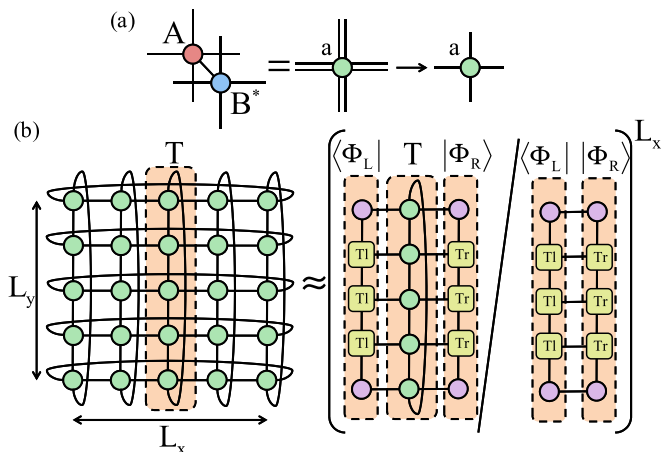 (a)
A
B*
=
a
a
(b)
T
L_y
L_x
≈
⟨Φ_L| T |Φ_R⟩
Tl Tr
Tl Tr
Tl Tr
⟨Φ_L| |Φ_R⟩
Tl Tr
Tl Tr
Tl Tr
L_x